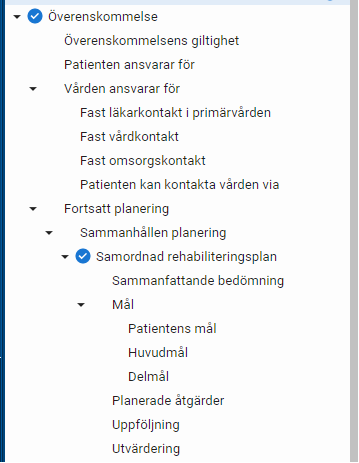 Överenskommelse
Överenskommelsens giltighet
Patienten ansvarar för
Vården ansvarar för
Fast läkarkontakt i primärvården
Fast vårdkontakt
Fast omsorgskontakt
Patienten kan kontakta vården via
Fortsatt planering
Sammanhållen planering
Samordnad rehabiliteringsplan
Sammanfattande bedömning
Mål
Patientens mål
Huvudmål
Delmål
Planerade åtgärder
Uppföljning
Utvärdering